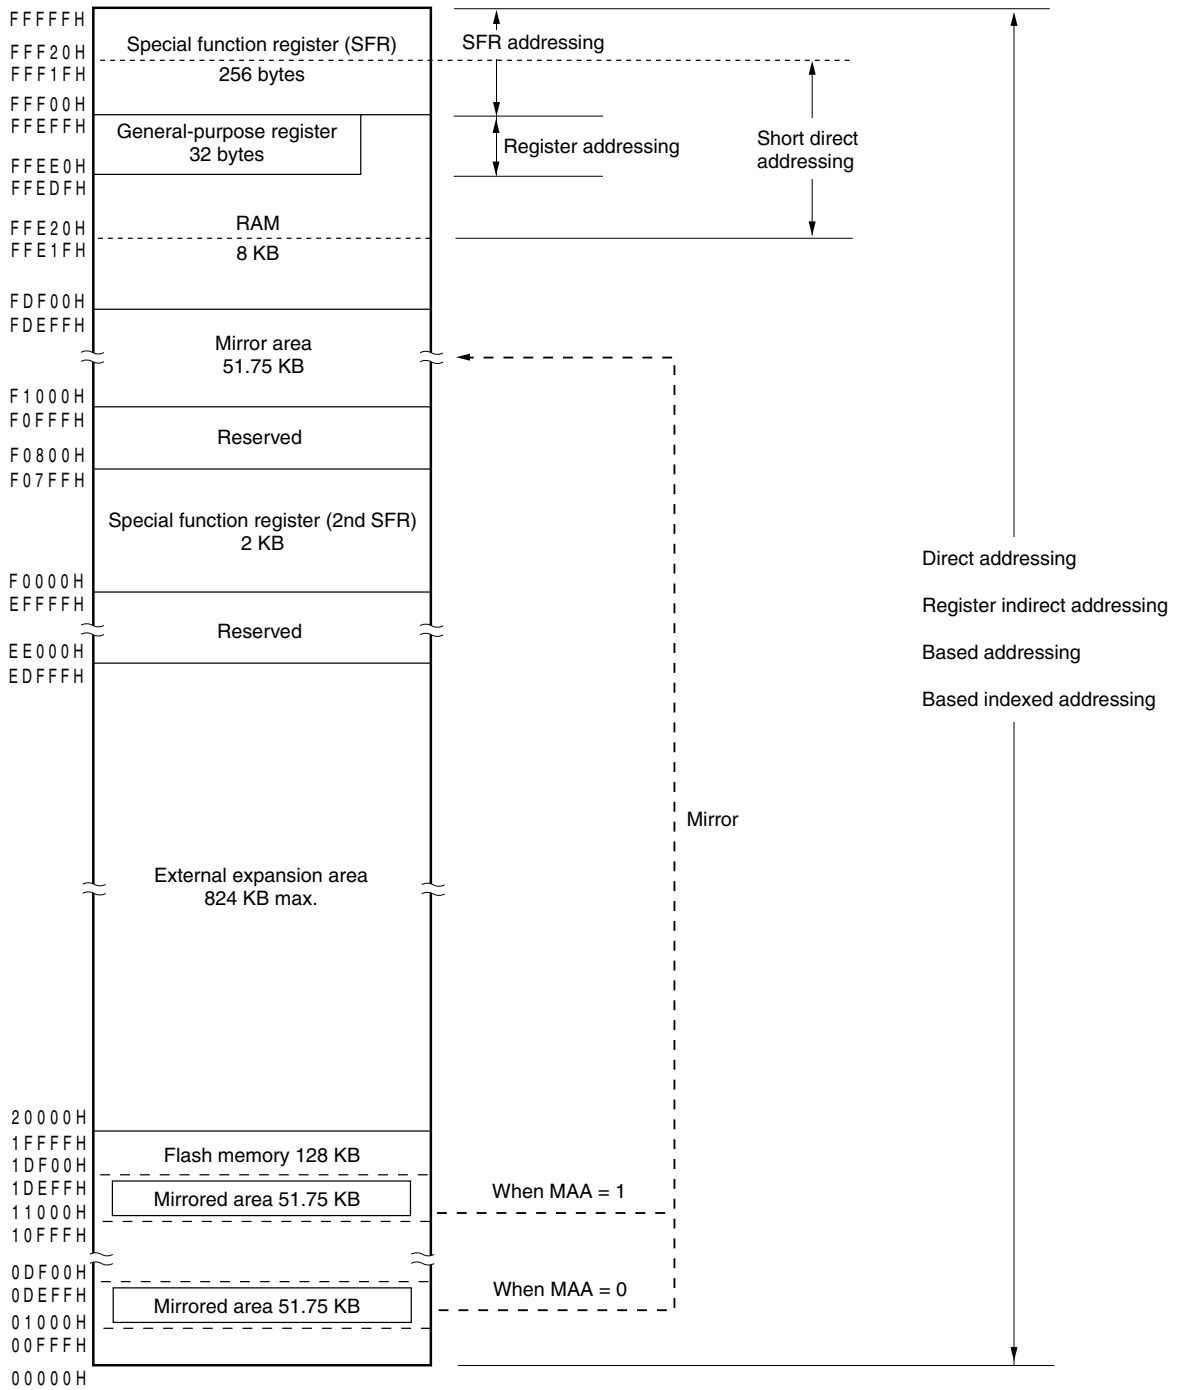 FFFFFH
Special function register (SFR)
SFR addressing
FFF20H
FFF1FH
256 bytes
FFF00H
FFEFFH
General-purpose register
32 bytes
Register addressing
Short direct
addressing
FFEE0H
FFEDFH
RAM
FFE20H
FFE1FH
8 KB
FDF00H
FDEFFH
Mirror area
51.75 KB
F1000H
F0FFFH
Reserved
F0800H
F07FFH
Special function register (2nd SFR)
2 KB
Direct addressing
F0000H
EFFFFH
Register indirect addressing
Reserved
EE000H
Based addressing
EDFFFH
Based indexed addressing
Mirror
External expansion area
824 KB max.
20000H
1FFFFH
Flash memory 128 KB
1DF00H
1DEFFH
Mirrored area 51.75 KB
When MAA = 1
11000H
10FFFH
0DF00H
0DEFFH
Mirrored area 51.75 KB
When MAA = 0
01000H
00FFFH
00000H